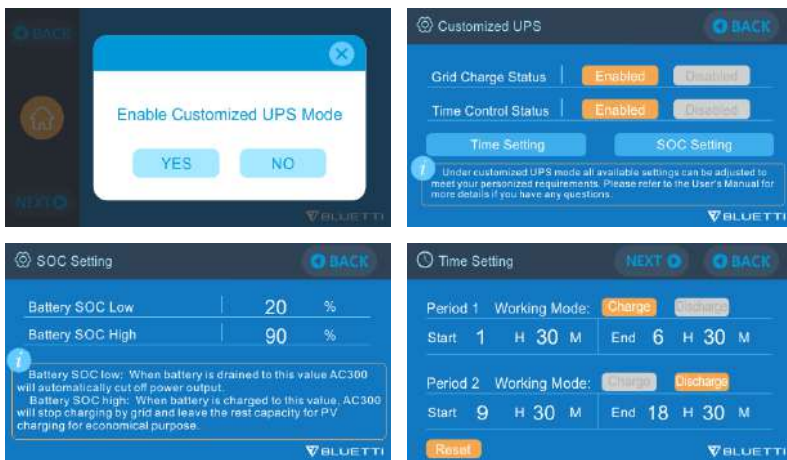 BACK
Enable Customized UPS Mode
YES NO
NEXT
BLUETTI
Customized UPS
BACK
Grid Charge Status Enabled Disabled
Time Control Status Enabled Disabled
Time Setting SOC Setting
Under customized UPS mode all available settings can be adjusted to
meet your personized requirements. Please refer to the User's Manual for
more details if you have any questions.
BLUETTI
SOC Setting
BACK
Battery SOC Low 20 %
Battery SOC High 90 %
Battery SOC low: When battery is drained to this value AC300
will automatically cut off power output.
Battery SOC high: When battery is charged to this value, AC300
will stop charging by grid and leave the rest capacity for PV
charging for economical purpose.
BLUETTI
Time Setting NEXT BACK
Period 1 Working Mode: Charge Discharge
Start 1 H 30 M End 6 H 30 M
Period 2 Working Mode: Charge Discharge
Start 9 H 30 M End 18 H 30 M
Reset
BLUETTI